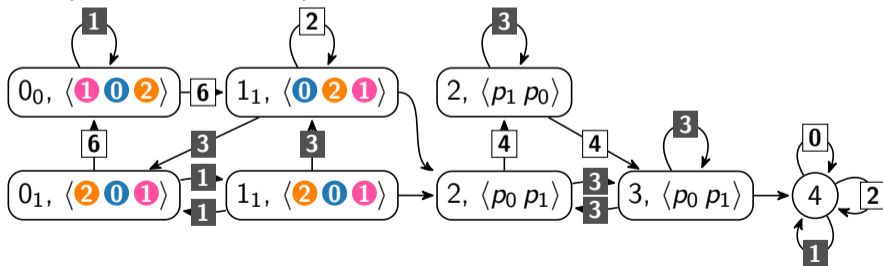 1 2 3
0₀, ⟨1 0 2⟩ 6 1₁, ⟨0 2 1⟩ 2, ⟨p₁ p₀⟩
6 3 3 4 4 3 0
0₁, ⟨2 0 1⟩ 1 1 1₁, ⟨2 0 1⟩ 2, ⟨p₀ p₁⟩ 3 3 3, ⟨p₀ p₁⟩ 4 2
1